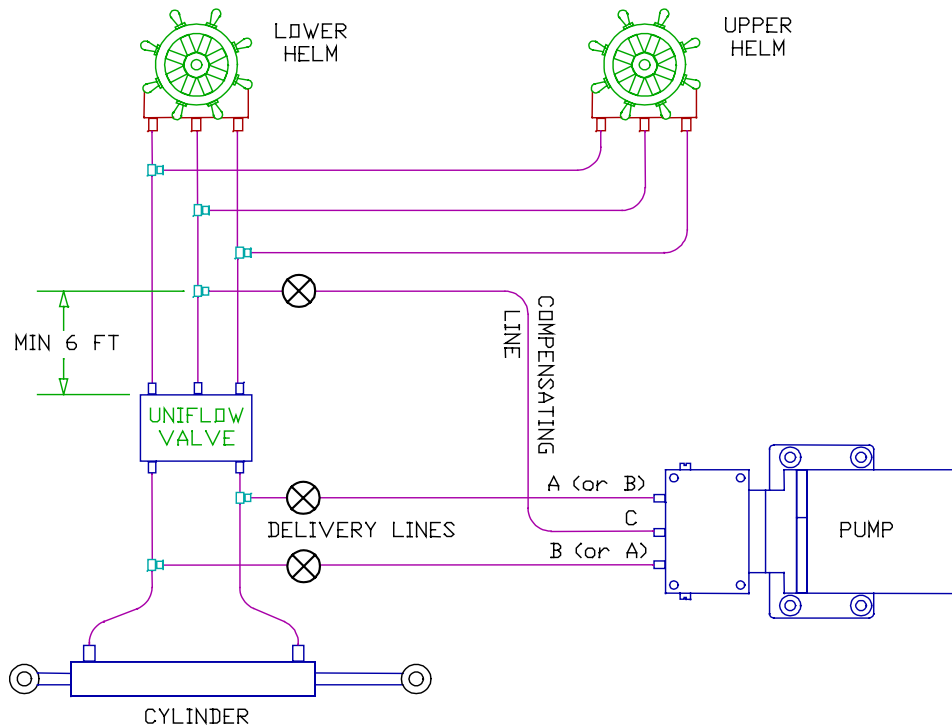 LOWER
HELM
UPPER
HELM
MIN 6 FT
COMPENSATING
LINE
UNIFLOW
VALVE
A (or B)
C
B (or A)
DELIVERY LINES
PUMP
CYLINDER